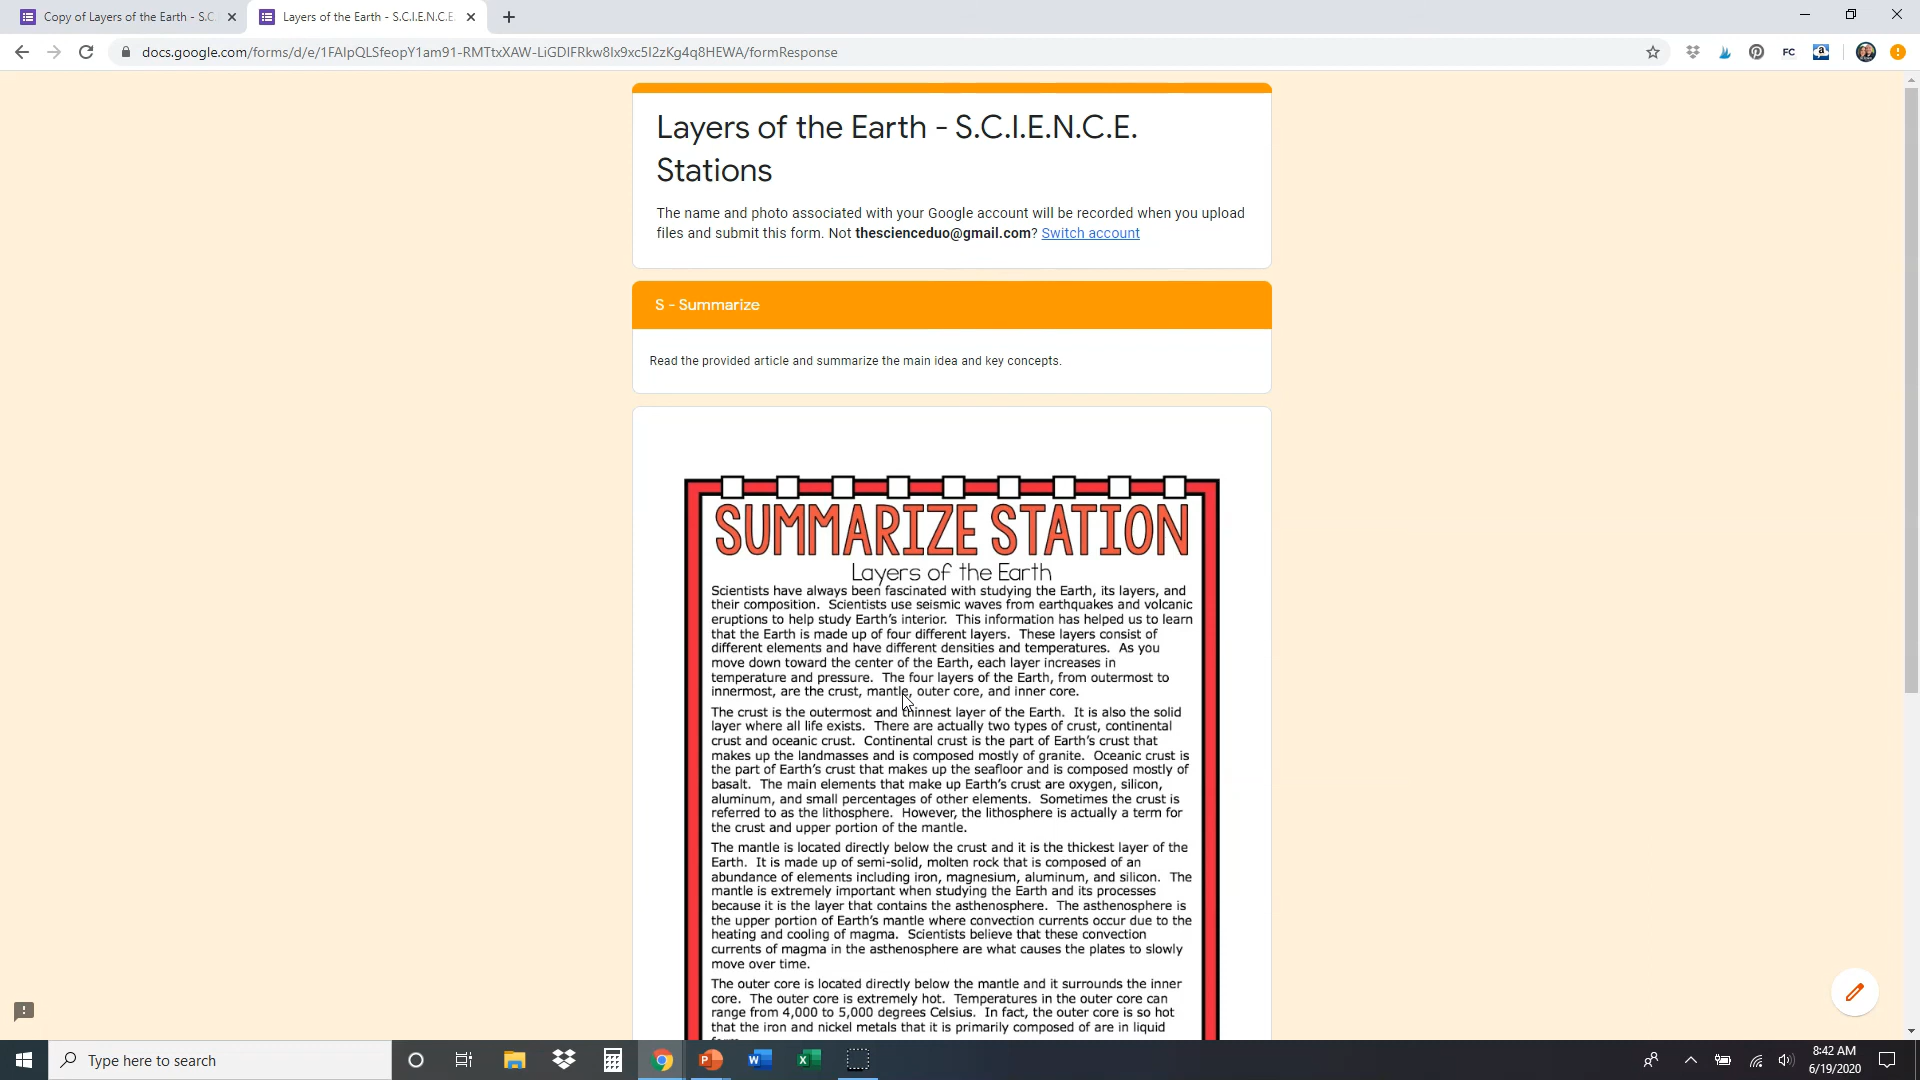 Copy of Layers of the Earth - S.C
Layers of the Earth - S.C.I.E.N.C.E.
docs.google.com/forms/d/e/1FAIpQLSfeopY1am91-RMTtxXAW-LiGDIFRkw8Ix9xc5I2zKg4q8HEWA/formResponse
FC
Layers of the Earth - S.C.I.E.N.C.E.
Stations
The name and photo associated with your Google account will be recorded when you upload
files and submit this form. Not thescienceduo@gmail.com? Switch account
S - Summarize
Read the provided article and summarize the main idea and key concepts.
SUMMARIZE STATION
Layers of the Earth
Scientists have always been fascinated with studying the Earth, its layers, and
their composition. Scientists use seismic waves from earthquakes and volcanic
eruptions to help study Earth's interior. This information has helped us to learn
that the Earth is made up of four different layers. These layers consist of
different elements and have different densities and temperatures. As you
move down toward the center of the Earth, each layer increases in
temperature and pressure. The four layers of the Earth, from outermost to
innermost, are the crust, mantle, outer core, and inner core.
The crust is the outermost and thinnest layer of the Earth. It is also the solid
layer where all life exists. There are actually two types of crust, continental
crust and oceanic crust. Continental crust is the part of Earth's crust that
makes up the landmasses and is composed mostly of granite. Oceanic crust is
the part of Earth's crust that makes up the seafloor and is composed mostly of
basalt. The main elements that make up Earth's crust are oxygen, silicon,
aluminum, and small percentages of other elements. Sometimes the crust is
referred to as the lithosphere. However, the lithosphere is actually a term for
the crust and upper portion of the mantle.
The mantle is located directly below the crust and it is the thickest layer of the
Earth. It is made up of semi-solid, molten rock that is composed of an
abundance of elements including iron, magnesium, aluminum, and silicon. The
mantle is extremely important when studying the Earth and its processes
because it is the layer that contains the asthenosphere. The asthenosphere is
the upper portion of Earth's mantle where convection currents occur due to the
heating and cooling of magma. Scientists believe that these convection
currents of magma in the asthenosphere are what causes the plates to slowly
move over time.
The outer core is located directly below the mantle and it surrounds the inner
core. The outer core is extremely hot. Temperatures in the outer core can
range from 4,000 to 5,000 degrees Celsius. In fact, the outer core is so hot
that the iron and nickel metals that it is primarily composed of are in liquid
Type here to search
8:42 AM
6/19/2020